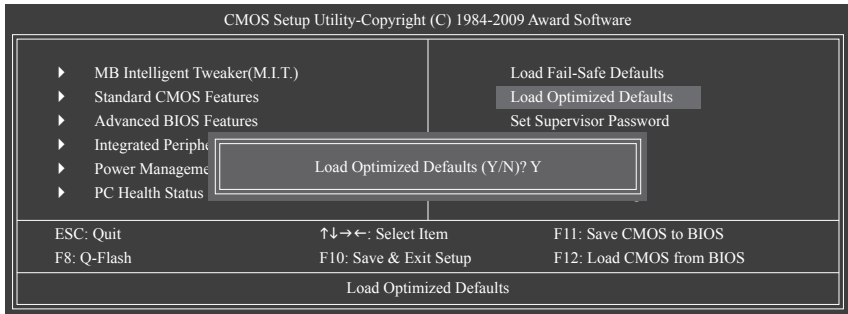 CMOS Setup Utility-Copyright (C) 1984-2009 Award Software
MB Intelligent Tweaker(M.I.T.)
Standard CMOS Features
Advanced BIOS Features
Integrated
Power
PC Health Status
Load Fail-Safe Defaults
Load Optimized Defaults
Set Supervisor Password
Load Optimized Defaults (Y/N)? Y
ESC: Quit
↑↓→←: Select Item
F11: Save CMOS to BIOS
F8: Q-Flash
F10: Save & Exit Setup
F12: Load CMOS from BIOS
Load Optimized Defaults